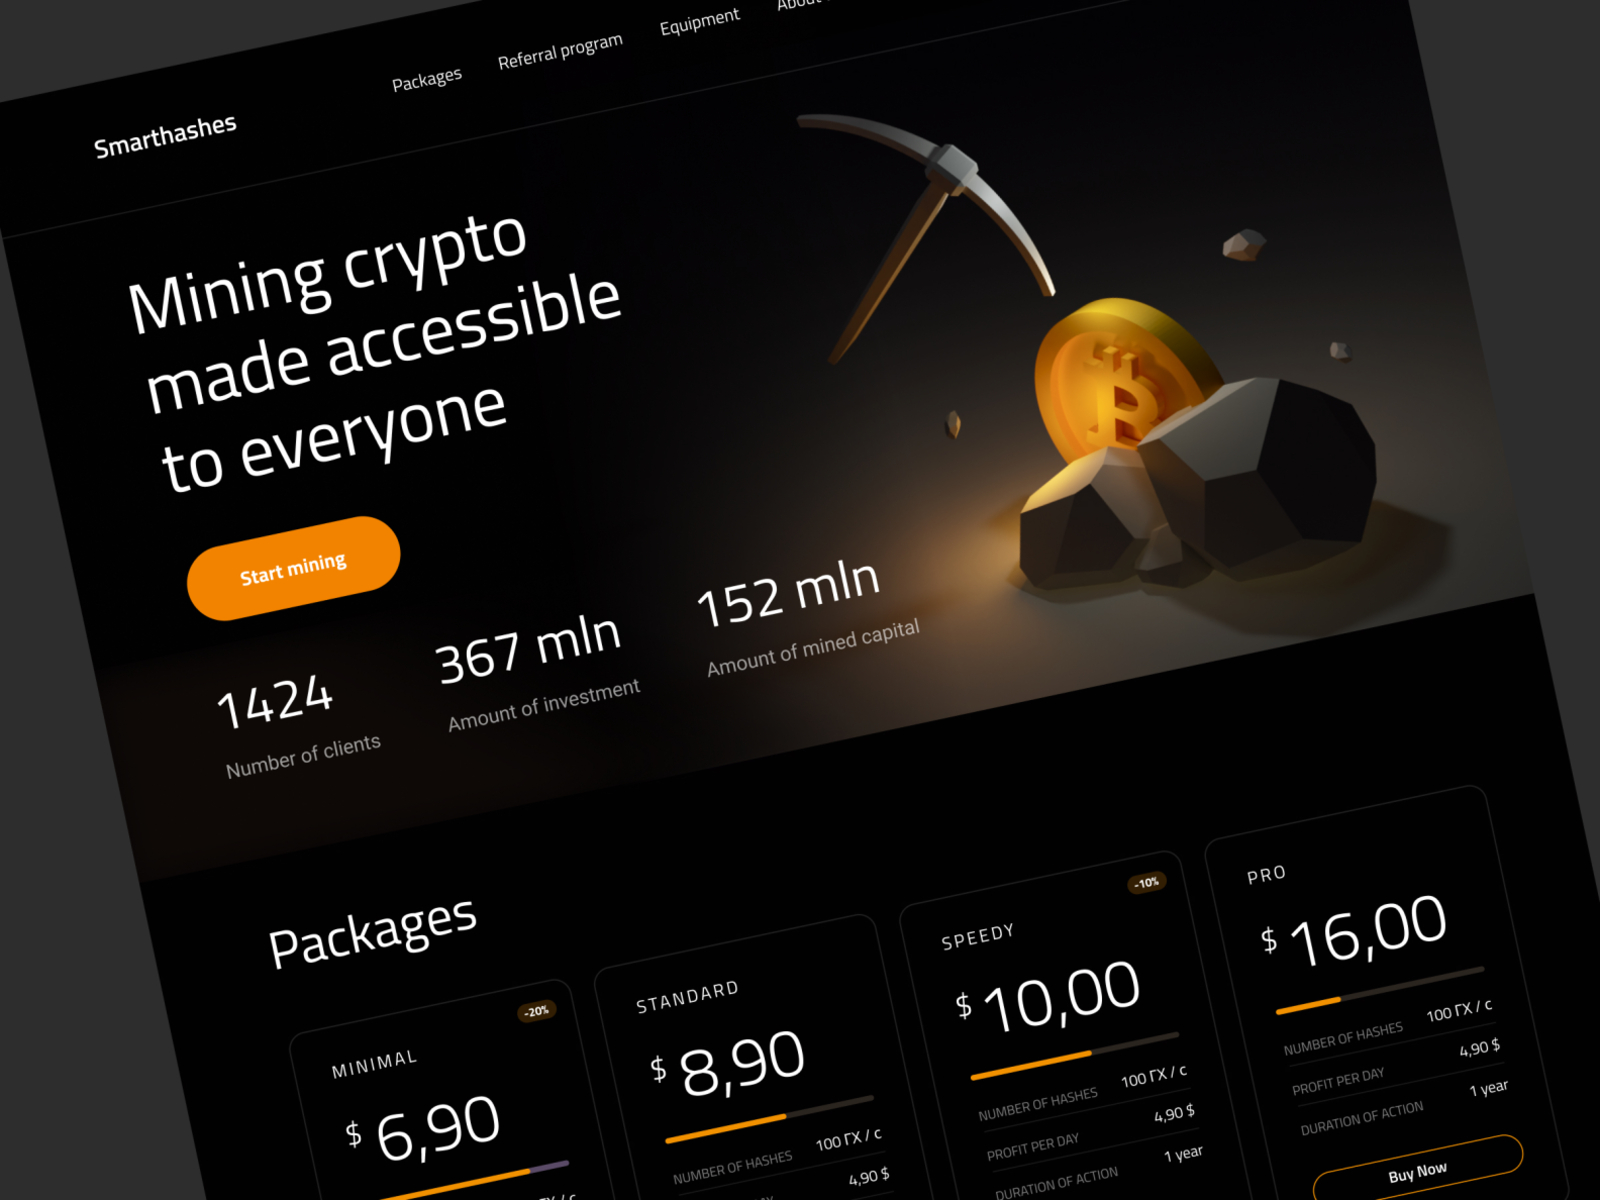 Smarthashes
Packages
Referral program
Equipment
About
Mining crypto
made accessible
to everyone
Start mining
1424
Number of clients
367 mln
Amount of investment
152 mln
Amount of mined capital
Packages
-20%
MINIMAL
$ 6,90
ГХ / с
STANDARD
$ 8,90
NUMBER OF HASHES 100 ГХ / с
4,90 $
-10%
SPEEDY
$ 10,00
NUMBER OF HASHES 100 ГХ / с
PROFIT PER DAY 4,90 $
DURATION OF ACTION 1 year
PRO
$ 16,00
NUMBER OF HASHES 100 ГХ / с
PROFIT PER DAY 4,90 $
DURATION OF ACTION 1 year
Buy Now